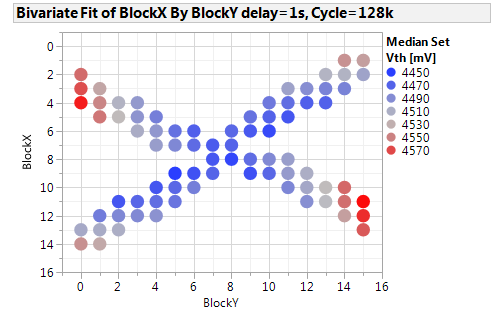 Bivariate Fit of BlockX By BlockY delay=1s, Cycle=128k
Median Set
Vth [mV]
4450
4470
4490
4510
4530
4550
4570
BlockX
0
2
4
6
8
10
12
14
16
0 2 4 6 8 10 12 14 16
BlockY